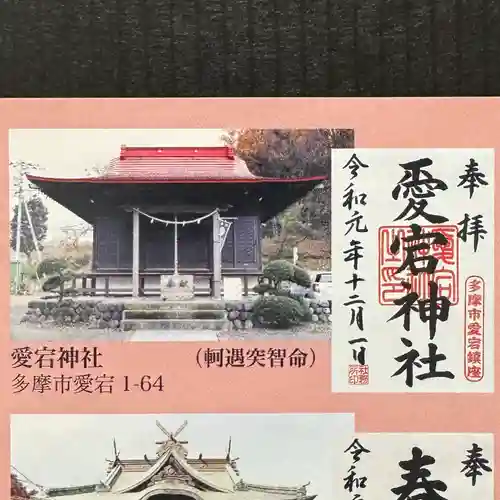 愛宕神社
(軻遇突智命)
多摩市愛宕 1-64
奉拝
愛宕神社
令和元年十二月一日
多摩市愛宕鎮座
奉
令和元